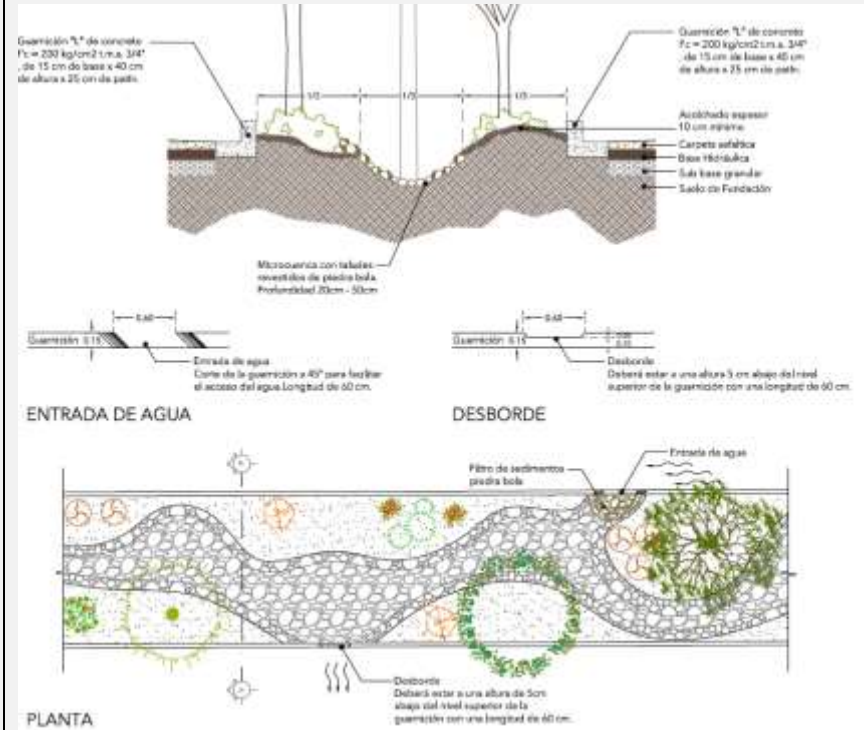 Guarnición "L" de concreto
f'c = 200 kg/cm2 t.m.a. 3/4"
, de 15 cm de base x 40 cm
de altura x 25 cm de patín.
Guarnición "L" de concreto
f'c = 200 kg/cm2 t.m.a. 3/4"
, de 15 cm de base x 40 cm
de altura x 25 cm de patín.
1/3
1/3
1/3
Acolchado espesor
10 cm mínimo
Carpeta asfáltica
Base Hidráulica
Sub base granular
Suelo de Fundación
Microcuenca con taludes
revestidos de piedra bola.
Profundidad 20cm - 50cm
0.60
Guarnición 0.15
Entrada de agua
Corte de la guarnición a 45° para facilitar
el acceso del agua. Longitud de 60 cm.
ENTRADA DE AGUA
0.60
Guarnición 0.15
0.05
0.10
Desborde
Deberá estar a una altura 5 cm abajo del nivel
superior de la guarnición con una longitud de 60 cm.
DESBORDE
Entrada de agua
Filtro de sedimentos
piedra bola
Desborde
Deberá estar a una altura de 5cm
abajo del nivel superior de la
guarnición con una longitud de 60 cm.
PLANTA